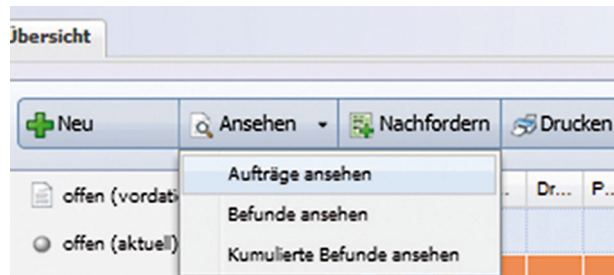 Übersicht
Neu Ansehen Nachfordern Drucken
Aufträge ansehen
Dr... P...
offen (vordati
Befunde ansehen
offen (aktuell)
Kumulierte Befunde ansehen